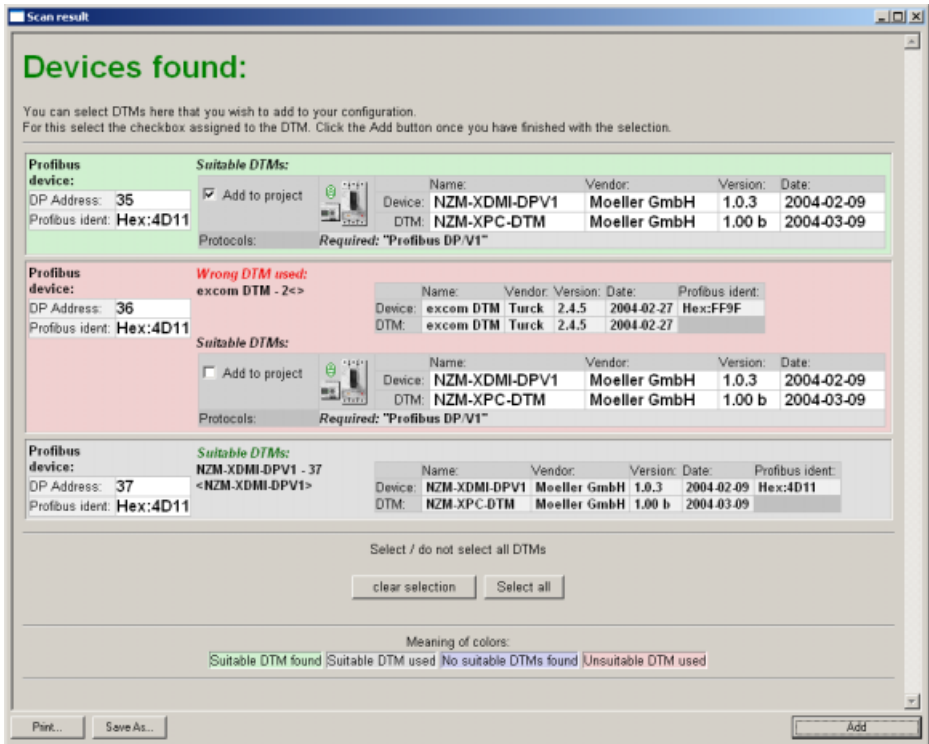 Scan result
Devices found:
You can select DTMs here that you wish to add to your configuration.
For this select the checkbox assigned to the DTM. Click the Add button once you have finished with the selection.
Profibus device:
DP Address: 35
Profibus ident: Hex:4D11
Suitable DTMs:
Add to project
Name: Vendor: Version: Date:
Device: NZM-XDMI-DPV1 Moeller GmbH 1.0.3 2004-02-09
DTM: NZM-XPC-DTM Moeller GmbH 1.00 b 2004-03-09
Protocols: Required: "Profibus DP/V1"
Profibus device:
DP Address: 36
Profibus ident: Hex:4D11
Wrong DTM used:
excom DTM - 2<>
Name: Vendor: Version: Date: Profibus ident:
Device: excom DTM Turck 2.4.5 2004-02-27 Hex:FF9F
DTM: excom DTM Turck 2.4.5 2004-02-27
Suitable DTMs:
Add to project
Name: Vendor: Version: Date:
Device: NZM-XDMI-DPV1 Moeller GmbH 1.0.3 2004-02-09
DTM: NZM-XPC-DTM Moeller GmbH 1.00 b 2004-03-09
Protocols: Required: "Profibus DP/V1"
Profibus device:
DP Address: 37
Profibus ident: Hex:4D11
Suitable DTMs:
NZM-XDMI-DPV1 - 37
<NZM-XDMI-DPV1>
Name: Vendor: Version: Date: Profibus ident:
Device: NZM-XDMI-DPV1 Moeller GmbH 1.0.3 2004-02-09 Hex:4D11
DTM: NZM-XPC-DTM Moeller GmbH 1.00 b 2004-03-09
Select / do not select all DTMs
clear selection Select all
Meaning of colors:
Suitable DTM found Suitable DTM used No suitable DTMs found Unsuitable DTM used
Print... Save As... Add